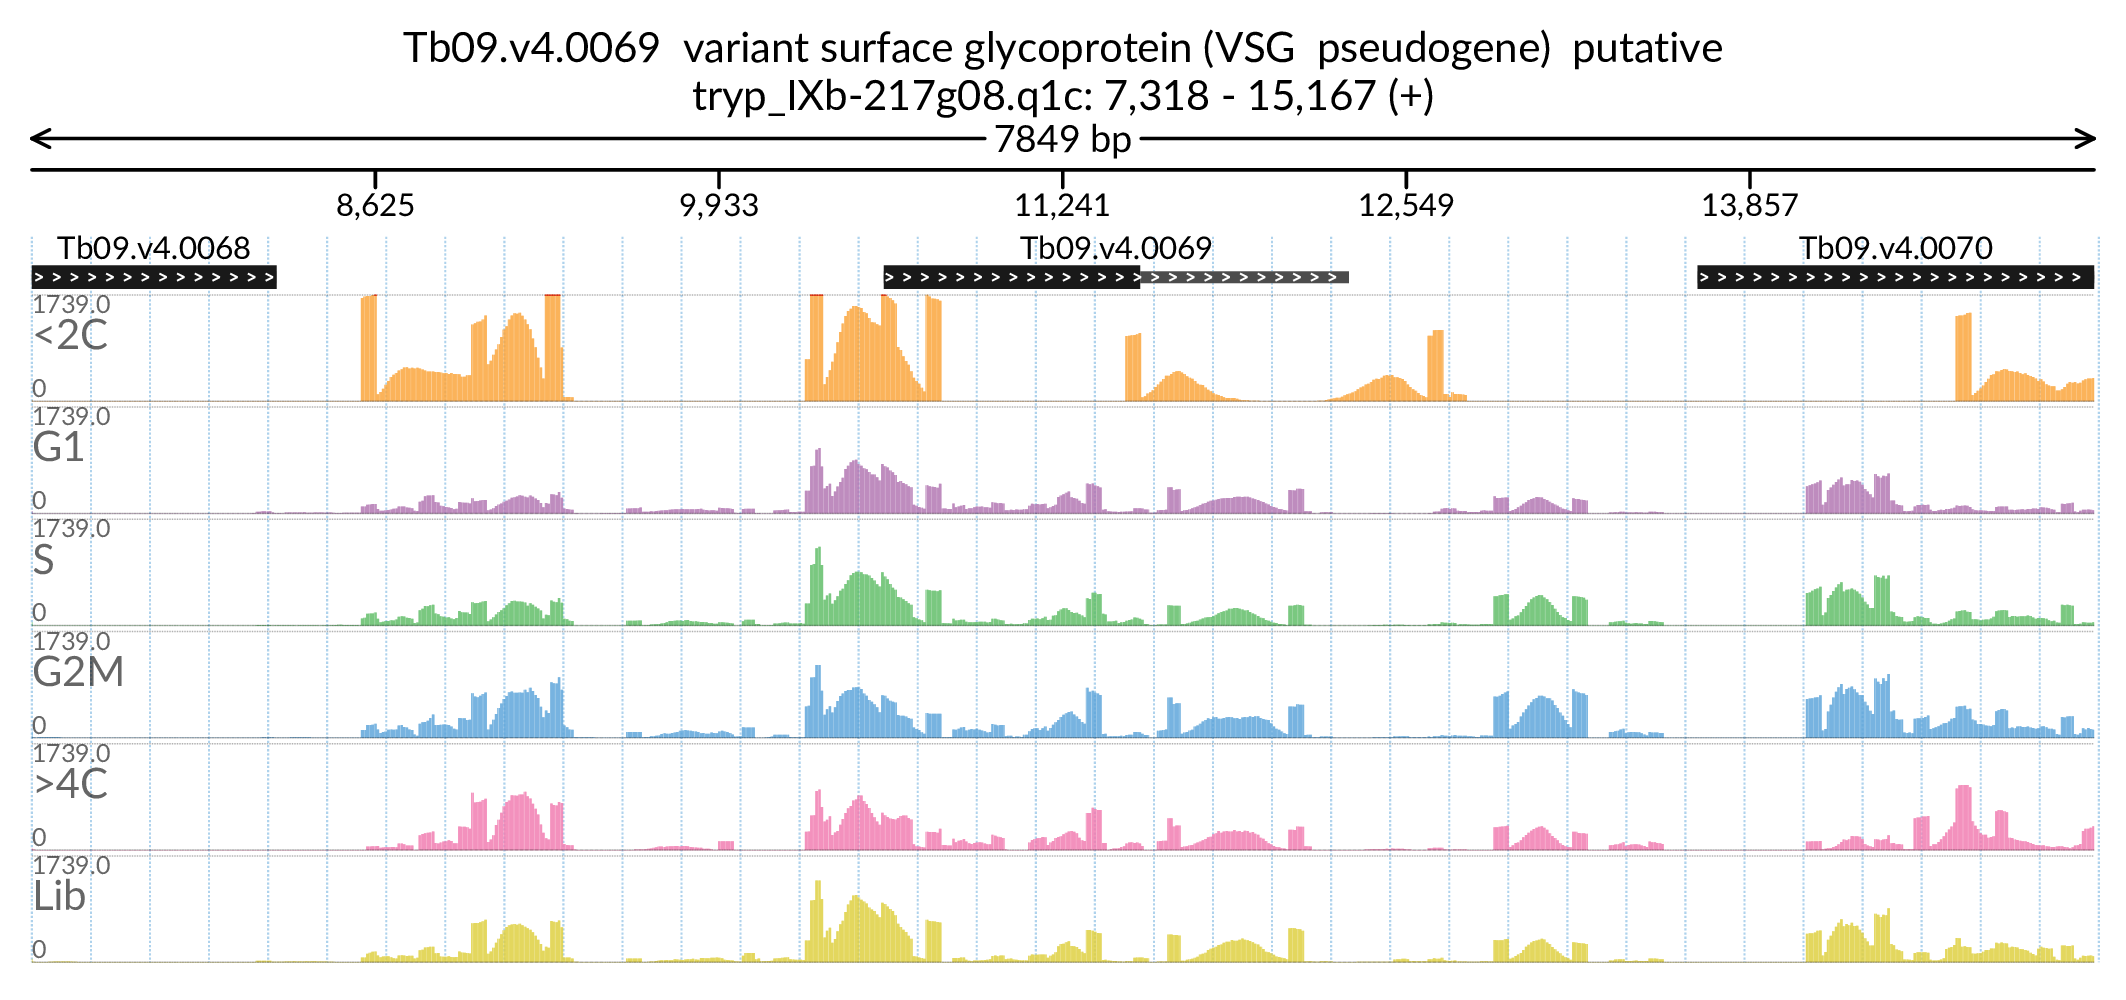 Tb09.v4.0069 variant surface glycoprotein (VSG pseudogene) putative
tryp_IXb-217g08.q1c: 7,318 - 15,167 (+)
7849 bp
8,625 9,933 11,241 12,549 13,857
Tb09.v4.0068 Tb09.v4.0069 Tb09.v4.0070
1739.0
<2C
0
1739.0
G1
0
1739.0
S
0
1739.0
G2M
0
1739.0
>4C
0
1739.0
Lib
0